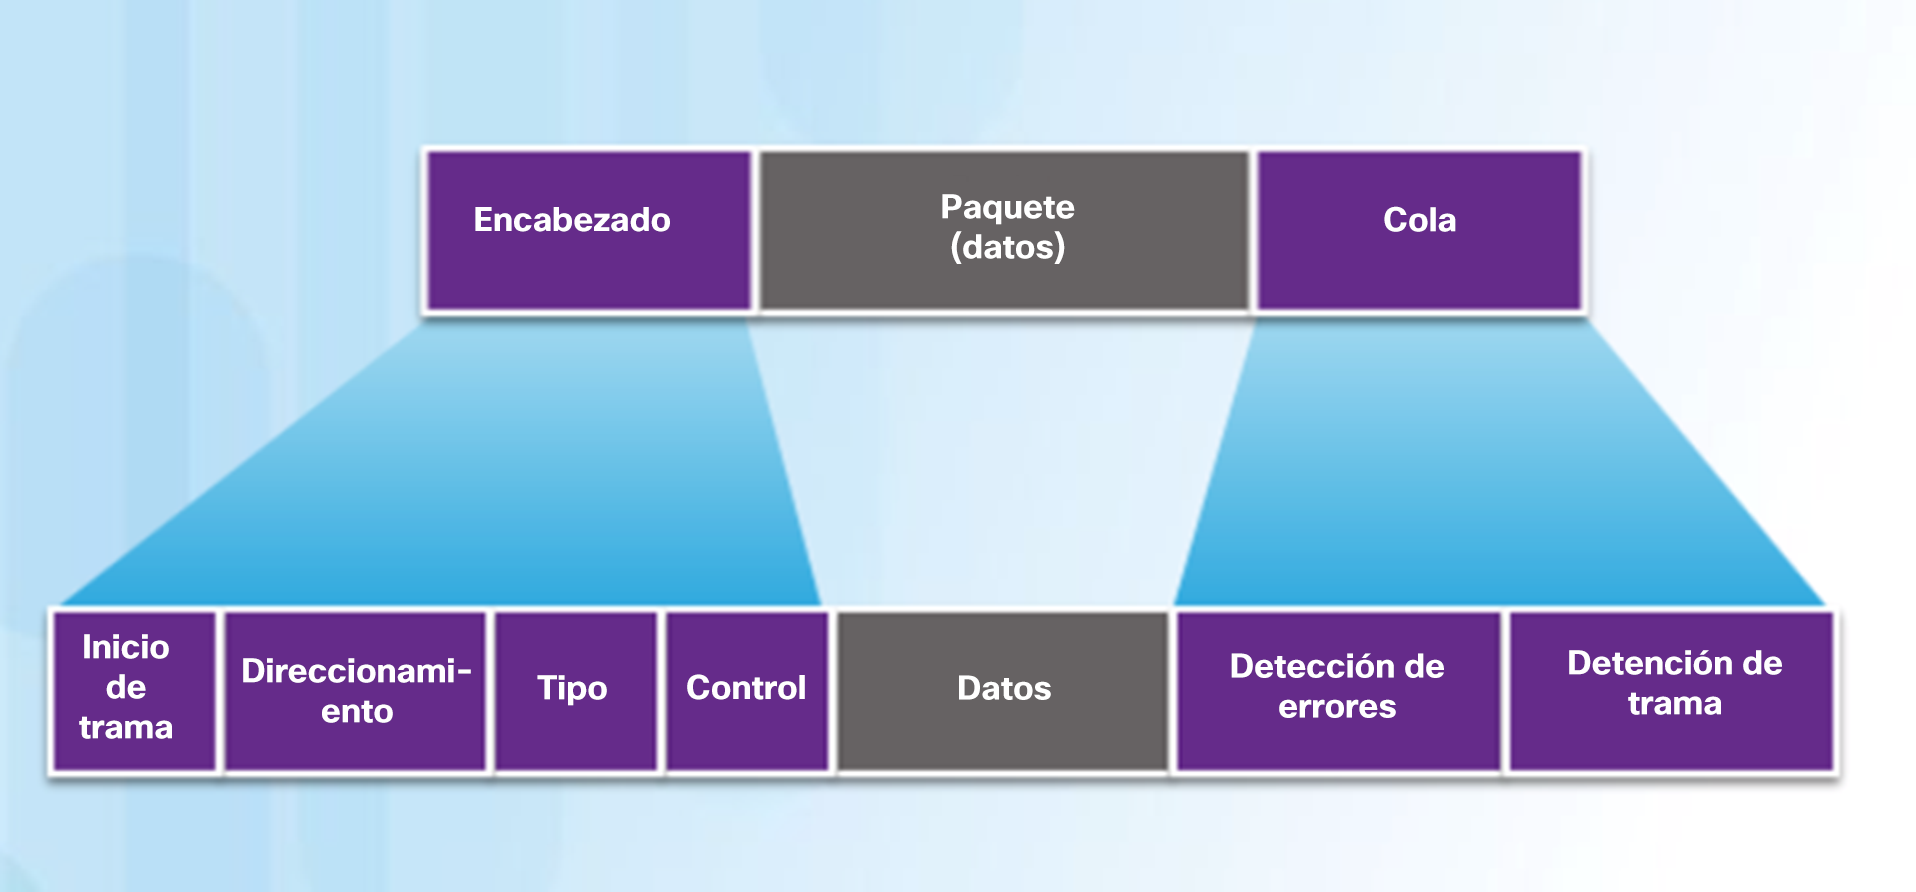 Encabezado
Paquete
(datos)
Cola
Inicio
de
trama
Direccionami-
ento
Tipo
Control
Datos
Detección de
errores
Detención de
trama